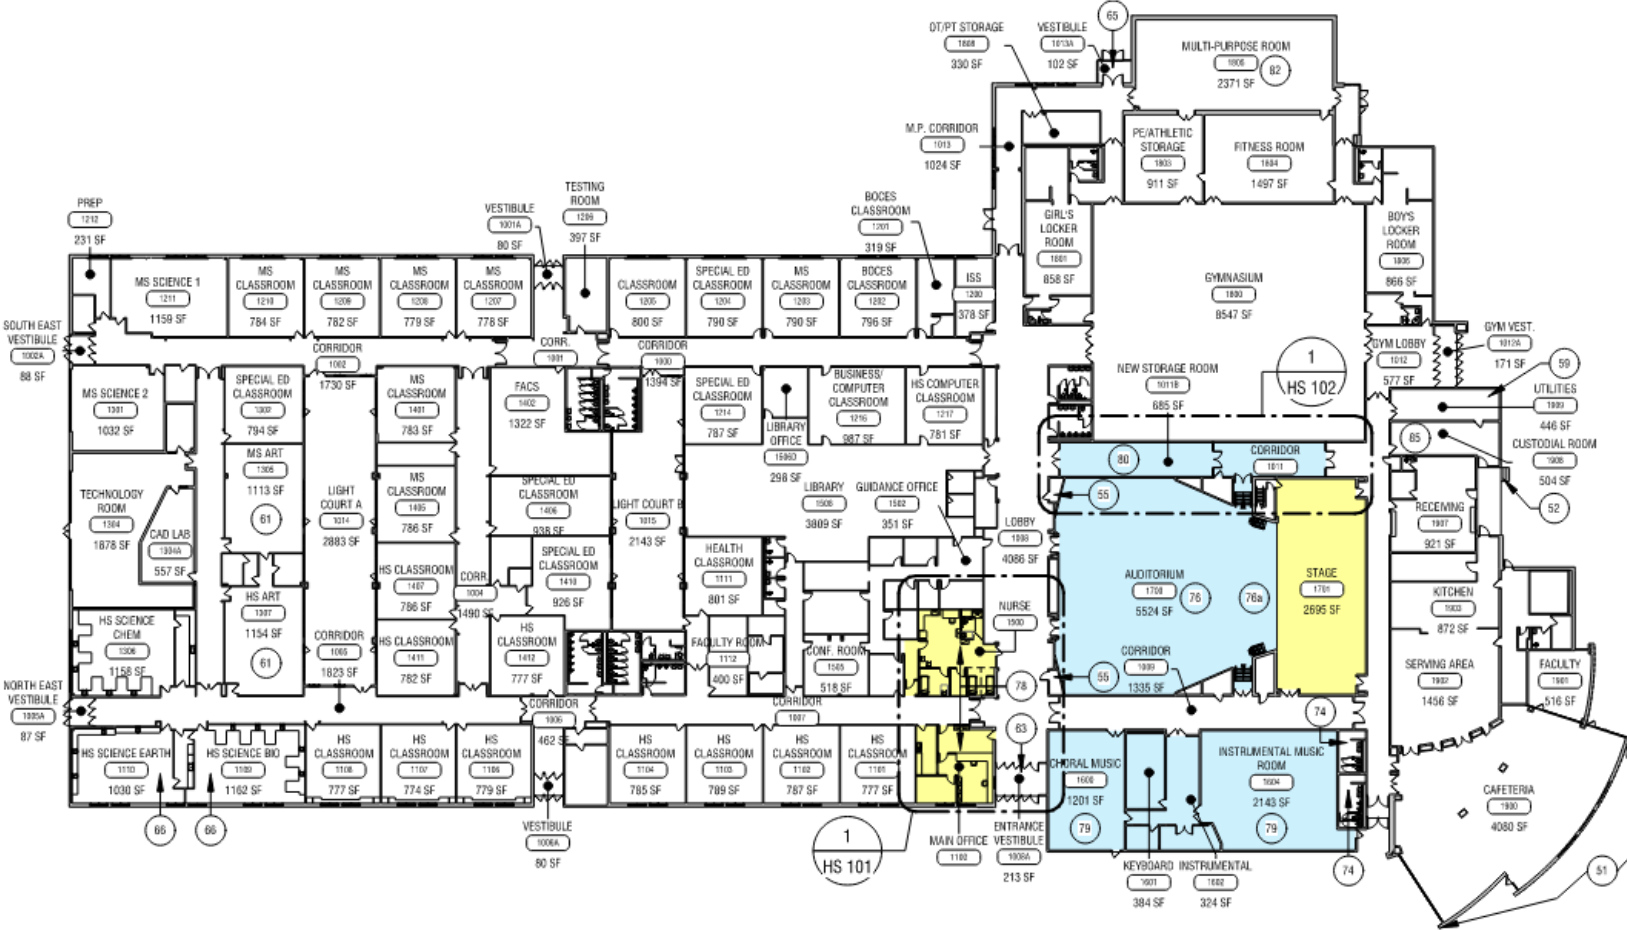 OT/PT STORAGE
1808
330 SF
VESTIBULE
1013A
102 SF
65
MULTI-PURPOSE ROOM
1805
82
2371 SF
M.P. CORRIDOR
1013
1024 SF
PE/ATHLETIC
STORAGE
1803
911 SF
FITNESS ROOM
1804
1497 SF
PREP
1212
231 SF
VESTIBULE
1001A
80 SF
TESTING
ROOM
1206
397 SF
BOCES
CLASSROOM
1201
319 SF
GIRL'S
LOCKER
ROOM
1801
858 SF
BOY'S
LOCKER
ROOM
866 SF
GYMNASIUM
1800
8547 SF
MS SCIENCE 1
1211
1159 SF
MS
CLASSROOM
1210
784 SF
MS
CLASSROOM
1209
782 SF
MS
CLASSROOM
1208
779 SF
MS
CLASSROOM
1207
778 SF
CLASSROOM
1205
800 SF
SPECIAL ED
CLASSROOM
1204
790 SF
MS
CLASSROOM
1203
790 SF
BOCES
CLASSROOM
1202
796 SF
ISS
1200
378 SF
SOUTH EAST
VESTIBULE
1002A
88 SF
CORRIDOR
1002
1730 SF
CORR.
1001
CORRIDOR
1000
1394 SF
GYM LOBBY
1012
577 SF
GYM VEST.
1012A
171 SF
59
UTILITIES
1909
446 SF
CUSTODIAL ROOM
1908
504 SF
85
52
1
HS 102
NEW STORAGE ROOM
1011B
685 SF
MS SCIENCE 2
1301
1032 SF
SPECIAL ED
CLASSROOM
1302
794 SF
MS
CLASSROOM
1401
783 SF
FACS
1402
1322 SF
SPECIAL ED
CLASSROOM
1214
787 SF
LIBRARY
OFFICE
1506D
298 SF
BUSINESS/
COMPUTER
CLASSROOM
1216
987 SF
HS COMPUTER
CLASSROOM
1217
781 SF
80
CORRIDOR
1011
MS ART
1305
1113 SF
61
TECHNOLOGY
ROOM
1304
1878 SF
CAD LAB
1304A
557 SF
LIGHT
COURT A
1014
2883 SF
MS
CLASSROOM
1405
786 SF
SPECIAL ED
CLASSROOM
1406
938 SF
LIGHT COURT B
1015
2143 SF
LIBRARY
1506
3809 SF
GUIDANCE OFFICE
1502
351 SF
LOBBY
1008
4086 SF
55
RECEIVING
1907
921 SF
HS CLASSROOM
1407
786 SF
CORR.
1004
1490 SF
SPECIAL ED
CLASSROOM
1410
926 SF
HEALTH
CLASSROOM
1111
801 SF
AUDITORIUM
1700
5524 SF
76
76a
STAGE
1701
2695 SF
KITCHEN
1903
872 SF
HS ART
1307
1154 SF
61
HS SCIENCE
CHEM
1306
1158 SF
CORRIDOR
1005
1823 SF
HS CLASSROOM
1411
782 SF
HS
CLASSROOM
1412
777 SF
FACULTY ROOM
1112
400 SF
CONF. ROOM
1505
518 SF
NURSE
1500
78
55
CORRIDOR
1009
1335 SF
SERVING AREA
1902
1456 SF
FACULTY
1901
516 SF
NORTH EAST
VESTIBULE
1005A
87 SF
CORRIDOR
1006
462 SF
CORRIDOR
1007
63
74
HS SCIENCE EARTH
1110
1030 SF
66
HS SCIENCE BIO
1109
1162 SF
66
HS
CLASSROOM
1108
777 SF
HS
CLASSROOM
1107
774 SF
HS
CLASSROOM
1106
779 SF
HS
CLASSROOM
1104
785 SF
HS
CLASSROOM
1103
789 SF
HS
CLASSROOM
1102
787 SF
HS
CLASSROOM
1101
777 SF
CHORAL MUSIC
1600
1201 SF
79
INSTRUMENTAL MUSIC
ROOM
1604
2143 SF
79
CAFETERIA
1900
4080 SF
VESTIBULE
1006A
80 SF
1
HS 101
MAIN OFFICE
1102
ENTRANCE
VESTIBULE
1008A
213 SF
KEYBOARD
1601
384 SF
INSTRUMENTAL
1602
324 SF
74
51